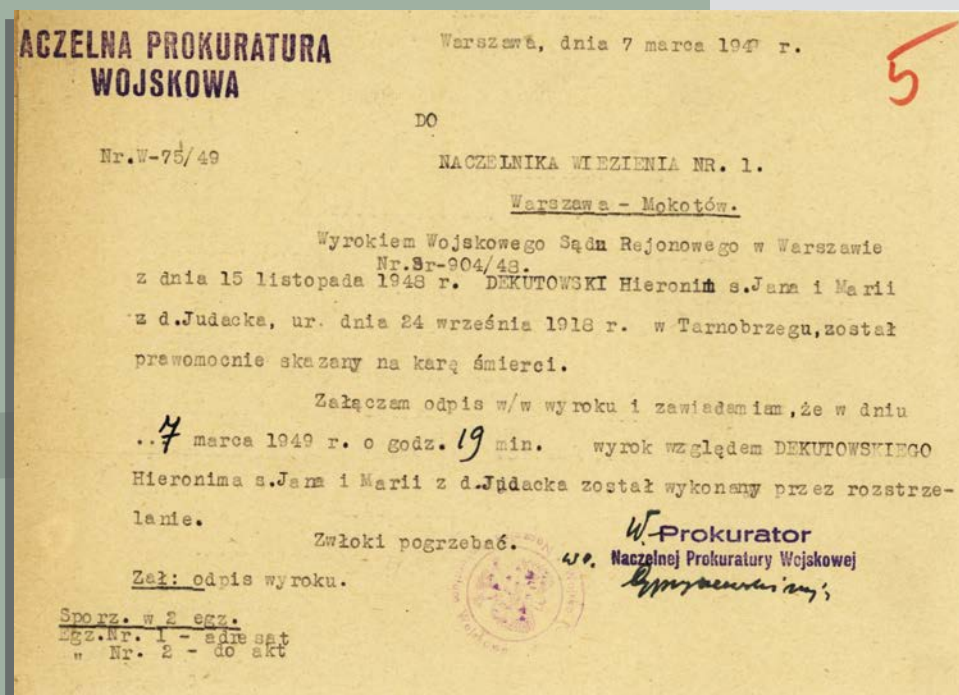 ACZELNA PROKURATURA
WOJSKOWA
Warszawa, dnia 7 marca 1949 r.
5
DO
Nr.W-75/49
NACZELNIKA WIEZIENIA NR. 1.
Warszawa - Mokotów.
Wyrokiem Wojskowego Sądu Rejonowego w Warszawie
Nr.Sr-904/48.
z dnia 15 listopada 1948 r. DEKUTOWSKI Hieronim s.Jana i Marii
z d.Judacka, ur. dnia 24 września 1918 r. w Tarnobrzegu,został
prawomocnie skazany na karę śmierci.
Załączam odpis w/w wyroku i zawiadamiam,że w dniu
..7 marca 1949 r. o godz. 19 min. wyrok względem DEKUTOWSKIEGO
Hieronima s.Jana i Marii z d.Judacka został wykonany przez rozstrze-
lanie.
Zwłoki pogrzebać.
W. Prokurator
Naczelnej Prokuratury Wojskowej
Zał: odpis wyroku.
Sporz. w 2 egz.
Egz.Nr. 1 - adresat
" Nr. 2 - do akt